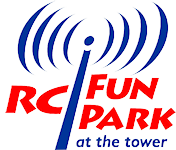 RC FUN
PARK
at the tower